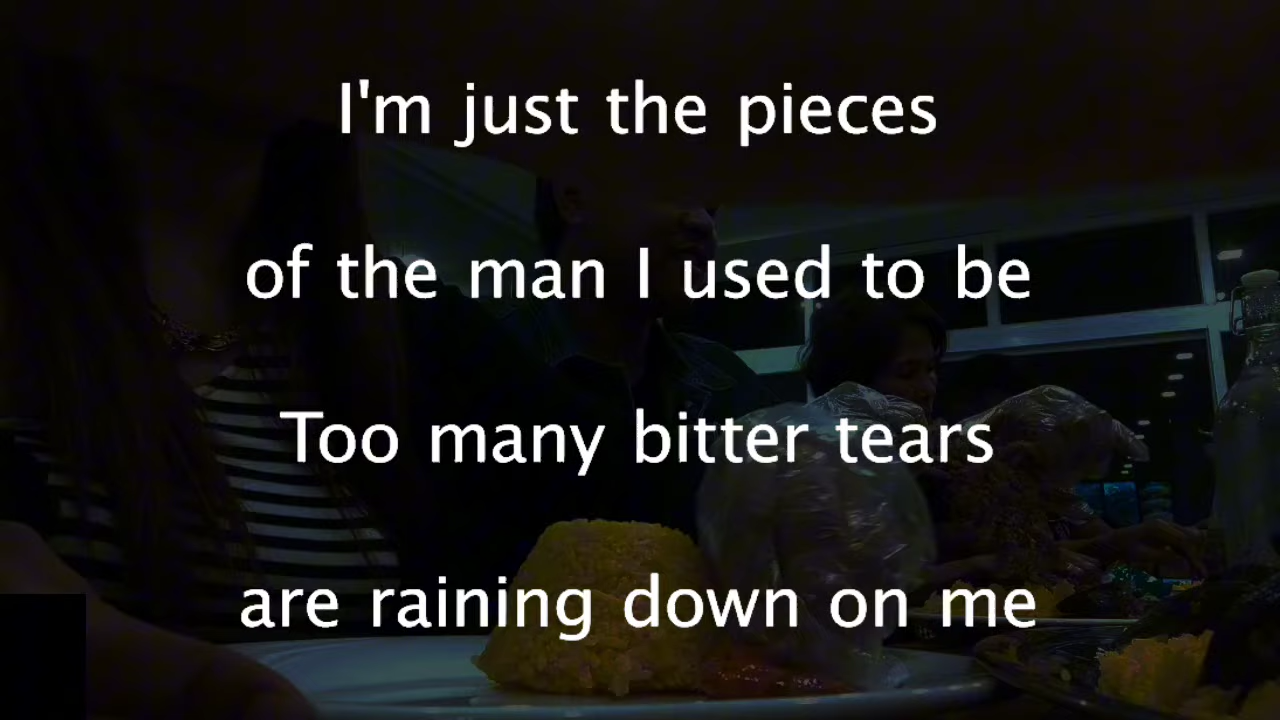 I'm just the pieces
of the man I used to be
Too many bitter tears
are raining down on me